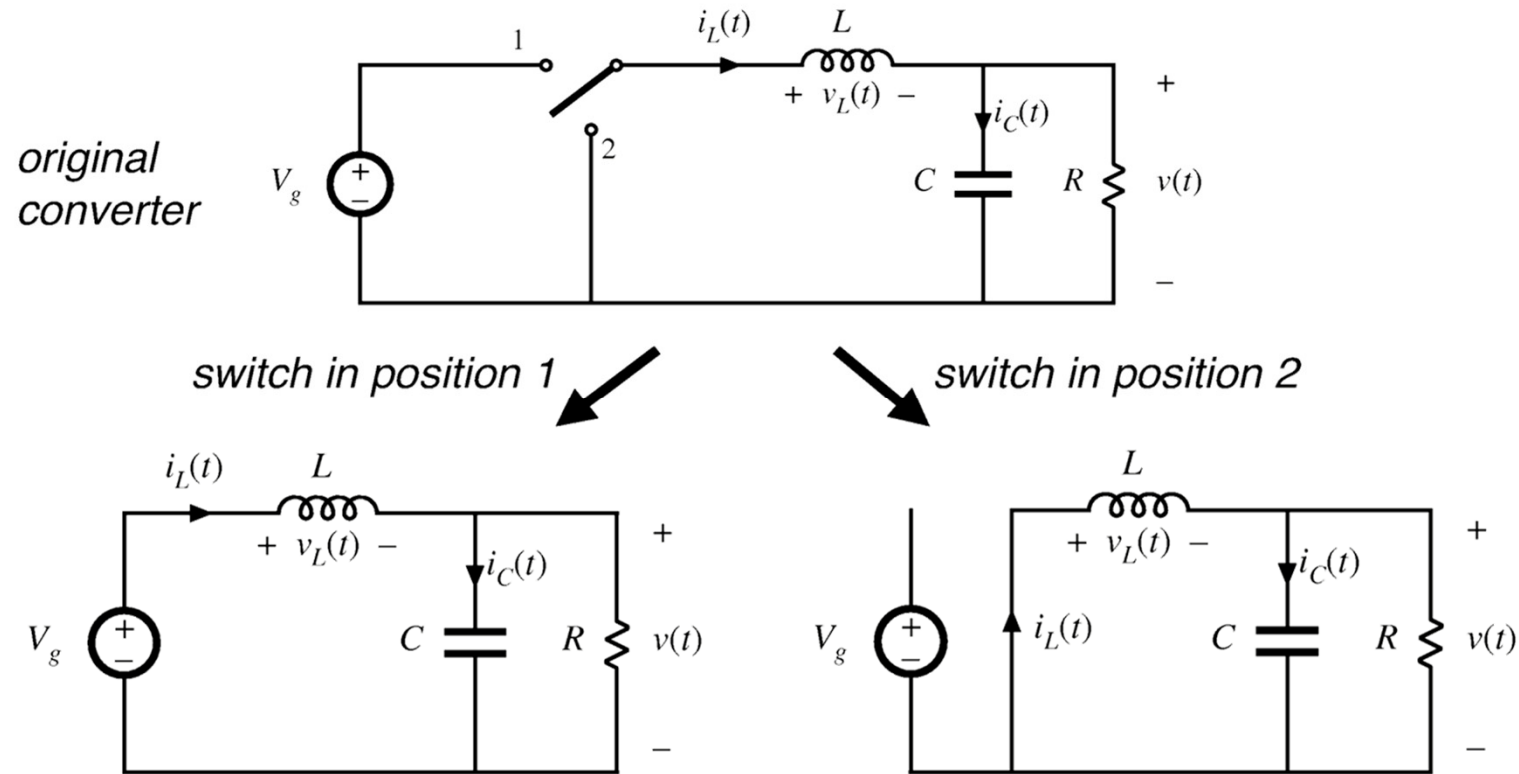 original
converter
1
2
i_L(t)
L
+ v_L(t) −
i_C(t)
V_g
+
−
C
R
+
v(t)
−
switch in position 1
switch in position 2
i_L(t)
L
+ v_L(t) −
i_C(t)
V_g
+
−
C
R
+
v(t)
−
L
+ v_L(t) −
i_C(t)
V_g
+
−
i_L(t)
C
R
+
v(t)
−